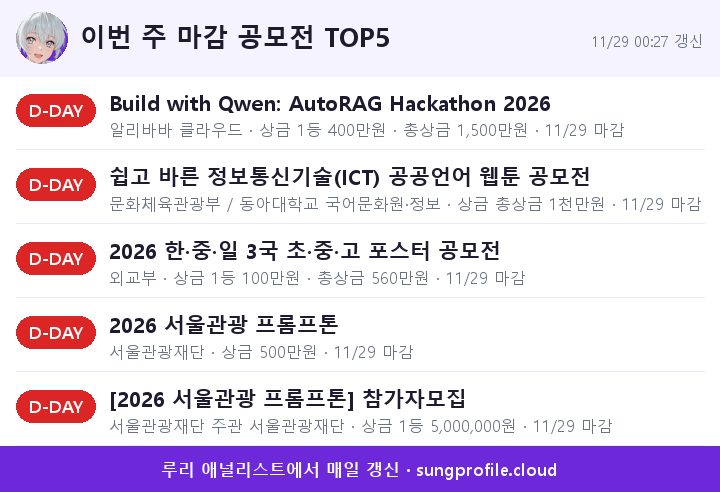 이번 주 마감 공모전 TOP5
11/29 00:27 갱신
D-DAY
Build with Qwen: AutoRAG Hackathon 2026
알리바바 클라우드 · 상금 1등 400만원 · 총상금 1,500만원 · 11/29 마감
D-DAY
쉽고 바른 정보통신기술(ICT) 공공언어 웹툰 공모전
문화체육관광부 / 동아대학교 국어문화원·정보 · 상금 총상금 1천만원 · 11/29 마감
D-DAY
2026 한·중·일 3국 초·중·고 포스터 공모전
외교부 · 상금 1등 100만원 · 총상금 560만원 · 11/29 마감
D-DAY
2026 서울관광 프롬프톤
서울관광재단 · 상금 500만원 · 11/29 마감
D-DAY
[2026 서울관광 프롬프톤] 참가자모집
서울관광재단 주관 서울관광재단 · 상금 1등 5,000,000원 · 11/29 마감
루리 애널리스트에서 매일 갱신 · sungprofile.cloud